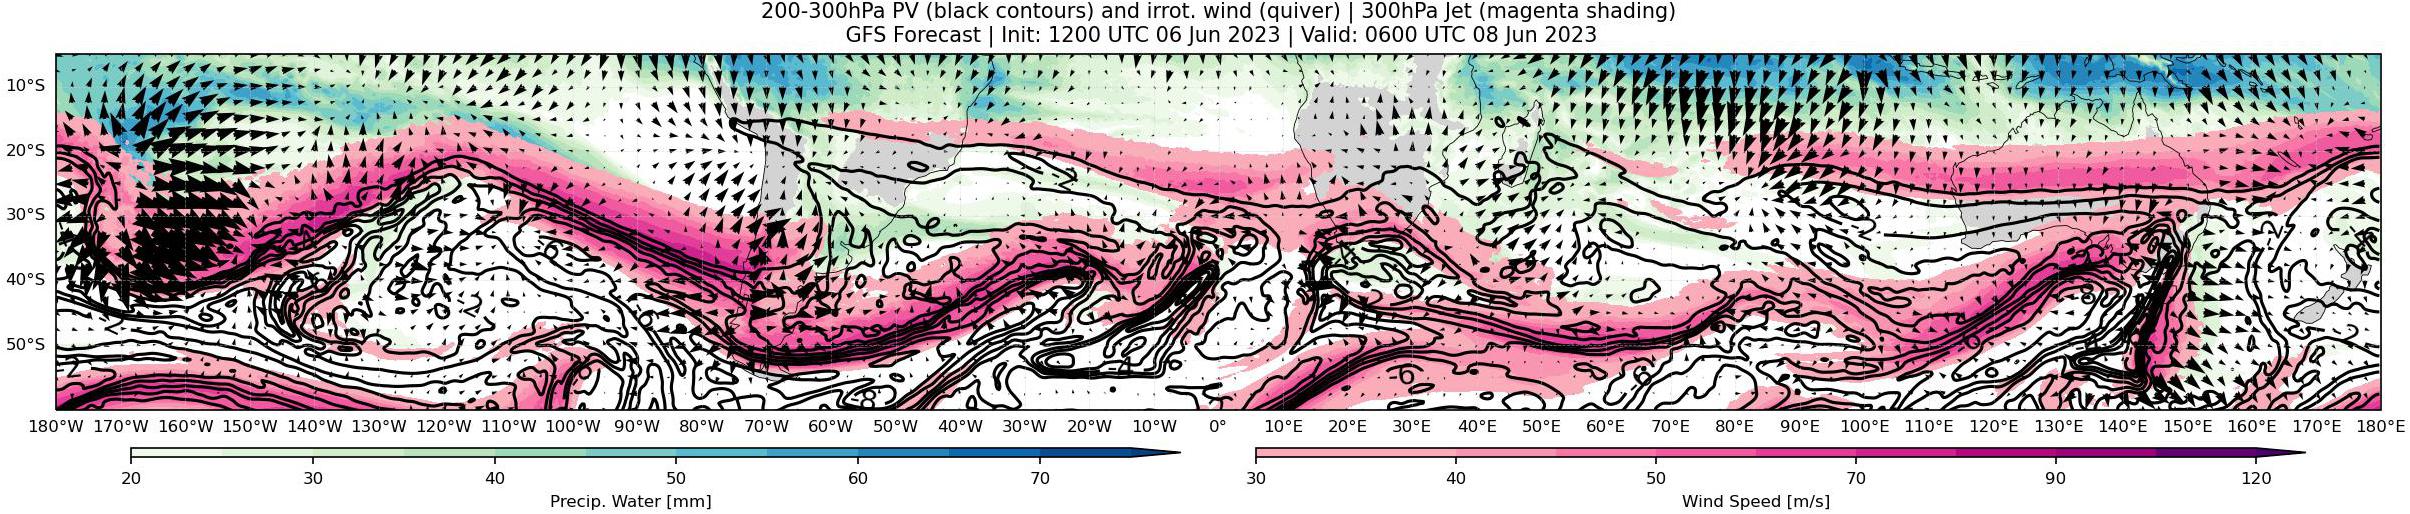 200-300hPa PV (black contours) and irrot. wind (quiver) | 300hPa Jet (magenta shading)
GFS Forecast | Init: 1200 UTC 06 Jun 2023 | Valid: 0600 UTC 08 Jun 2023
10°S
20°S
30°S
40°S
50°S
180°W 170°W 160°W 150°W 140°W 130°W 120°W 110°W 100°W 90°W 80°W 70°W 60°W 50°W 40°W 30°W 20°W 10°W 0° 10°E 20°E 30°E 40°E 50°E 60°E 70°E 80°E 90°E 100°E 110°E 120°E 130°E 140°E 150°E 160°E 170°E 180°E
20 30 40 50 60 70
Precip. Water [mm]
30 40 50 70 90 120
Wind Speed [m/s]